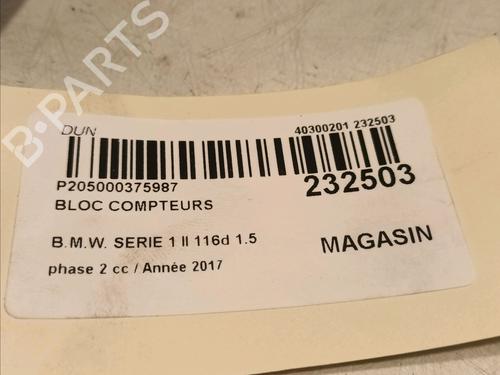 B-PARTS
DUN
40300201 232503
P205000375987
232503
BLOC COMPTEURS
B.M.W. SERIE 1 II 116d 1.5
MAGASIN
phase 2 cc / Année 2017